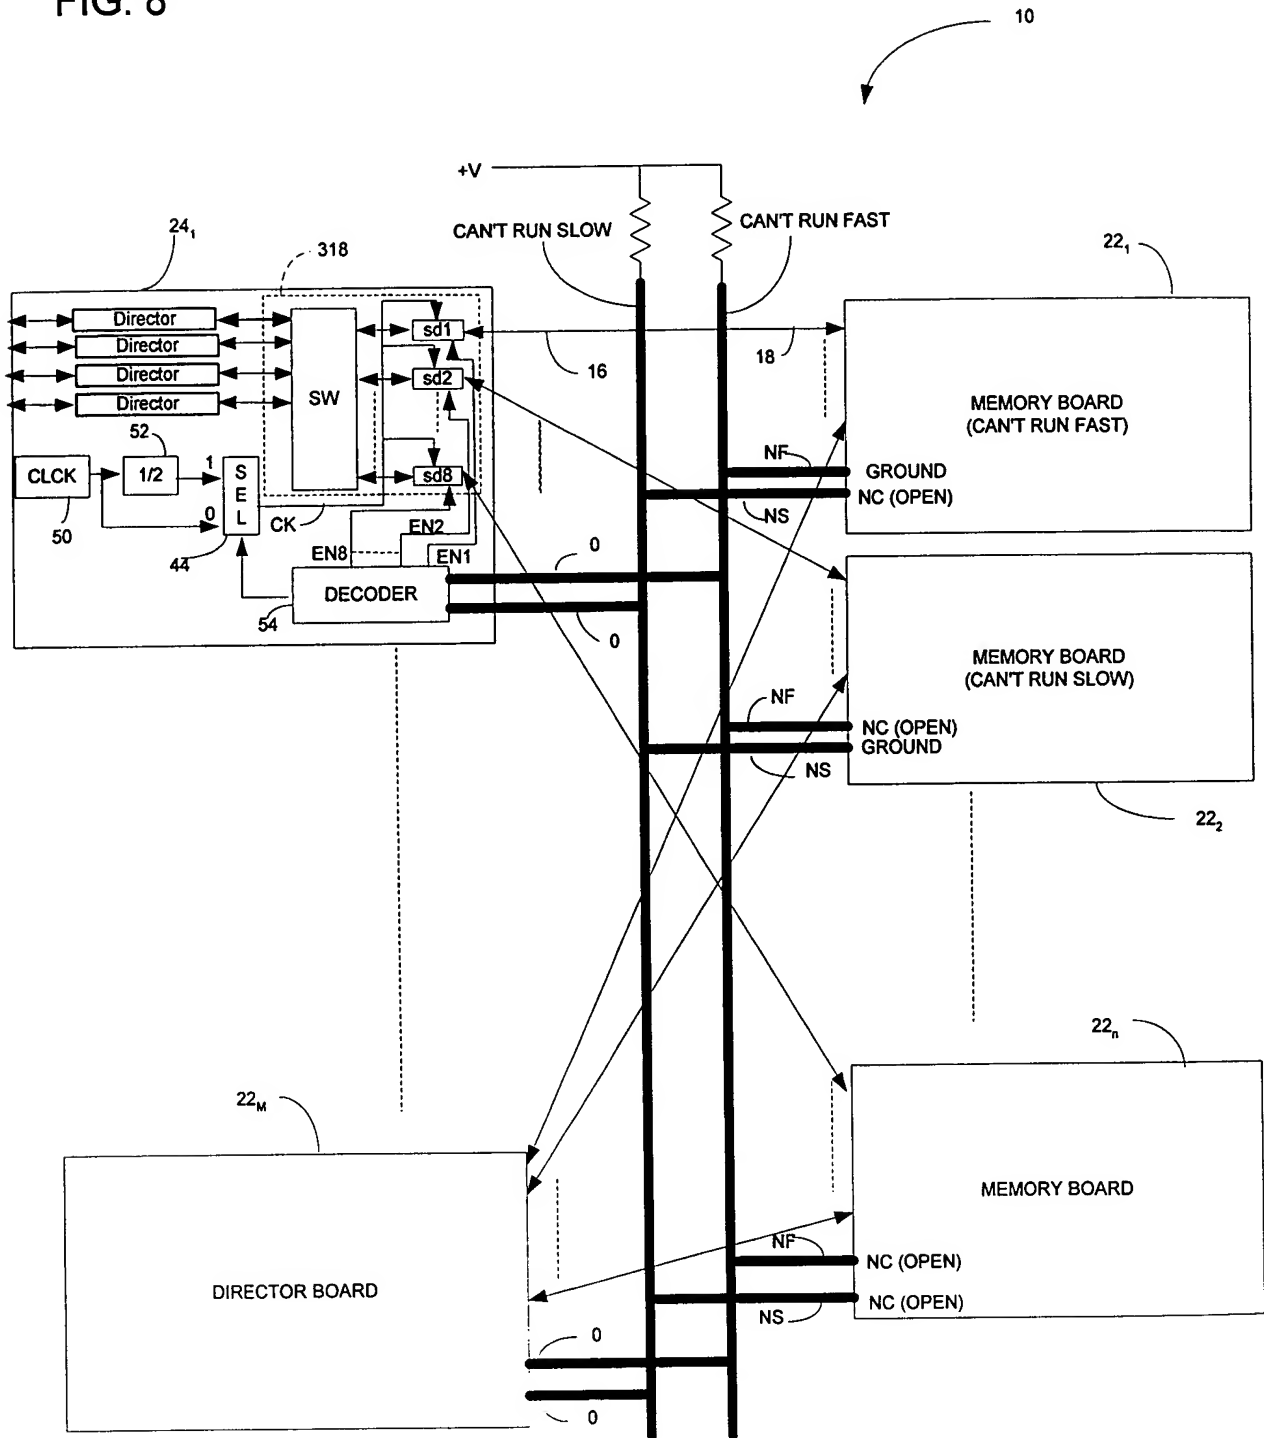 FIG. 8
10
+V
CAN'T RUN SLOW
CAN'T RUN FAST
24₁
318
22₁
Director
Director
Director
Director
SW
sd1
sd2
sd8
16
18
MEMORY BOARD
(CAN'T RUN FAST)
NF
GROUND
NC (OPEN)
NS
52
CLCK
1/2
1
0
SEL
50
44
CK
EN8
EN2
EN1
DECODER
54
0
0
MEMORY BOARD
(CAN'T RUN SLOW)
NF
NC (OPEN)
GROUND
NS
22₂
22ₙ
22M
MEMORY BOARD
NF
NC (OPEN)
NC (OPEN)
NS
DIRECTOR BOARD
0
0